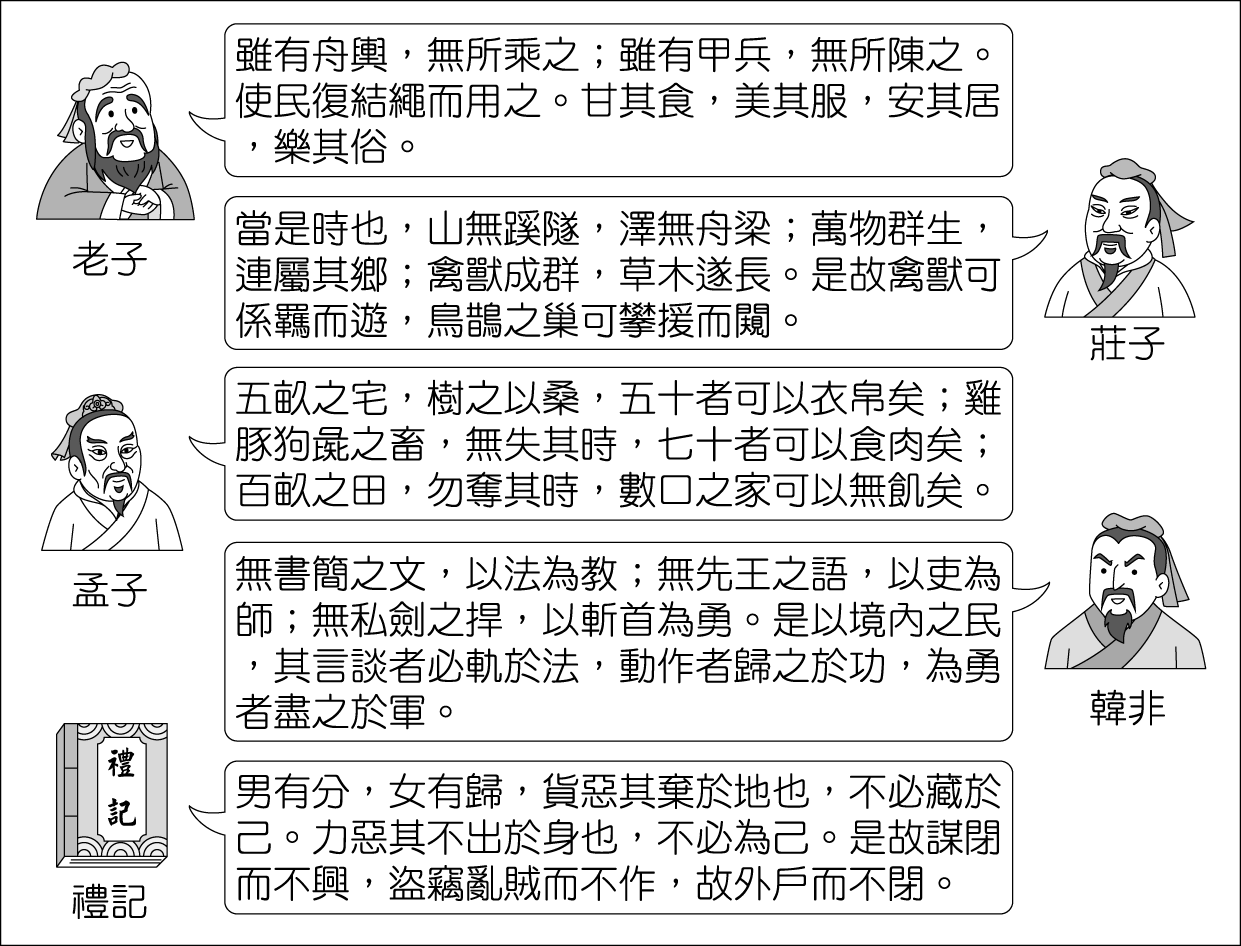 雖有舟輿，無所乘之；雖有甲兵，無所陳之。
使民復結繩而用之。甘其食，美其服，安其居
，樂其俗。
老子
當是時也，山無蹊隧，澤無舟梁；萬物群生，
連屬其鄉；禽獸成群，草木遂長。是故禽獸可
係羈而遊，鳥鵲之巢可攀援而闚。
莊子
五畝之宅，樹之以桑，五十者可以衣帛矣；雞
豚狗彘之畜，無失其時，七十者可以食肉矣；
百畝之田，勿奪其時，數口之家可以無飢矣。
孟子
無書簡之文，以法為教；無先王之語，以吏為
師；無私劍之捍，以斬首為勇。是以境內之民
，其言談者必軌於法，動作者歸之於功，為勇
者盡之於軍。
韓非
禮記
男有分，女有歸，貨惡其棄於地也，不必藏於
己。力惡其不出於身也，不必為己。是故謀閉
而不興，盜竊亂賊而不作，故外戶而不閉。
禮記